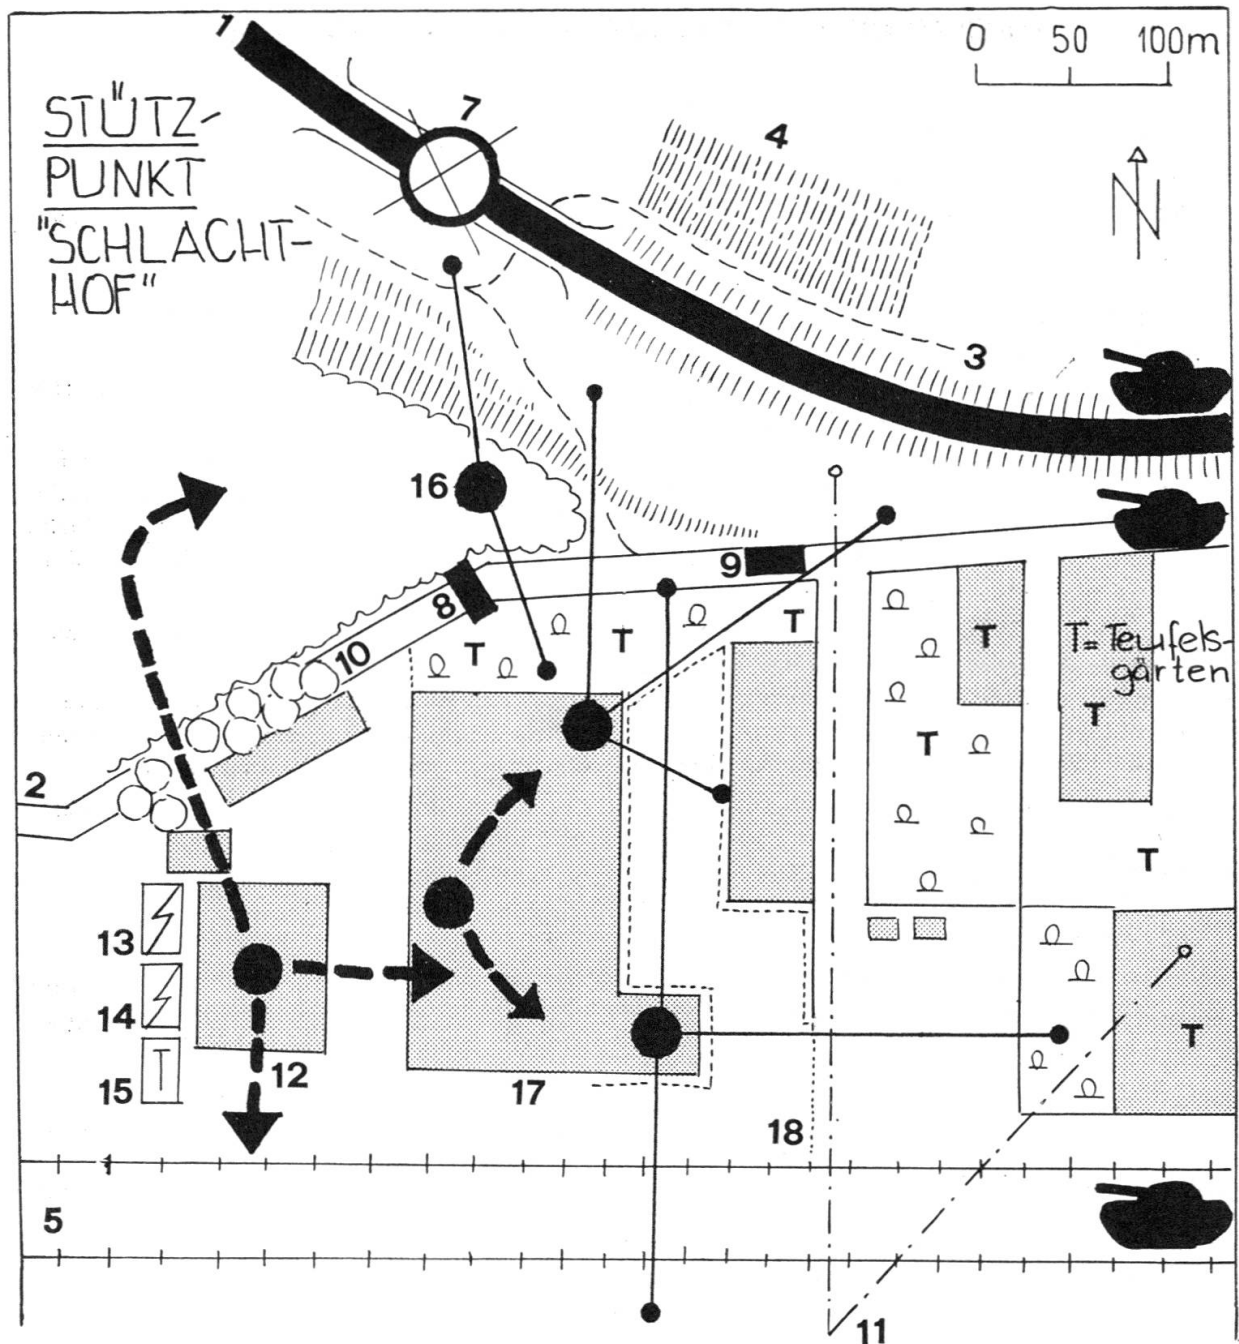 1
0 50 100m
STÜTZ-
PUNKT
"SCHLACHT-
HOF"
7
4
N
3
16
9
8
T
T
T
T
T= Teufels-
gärten
10
T
T
2
T
13
14
15
12
17
T
18
5
11